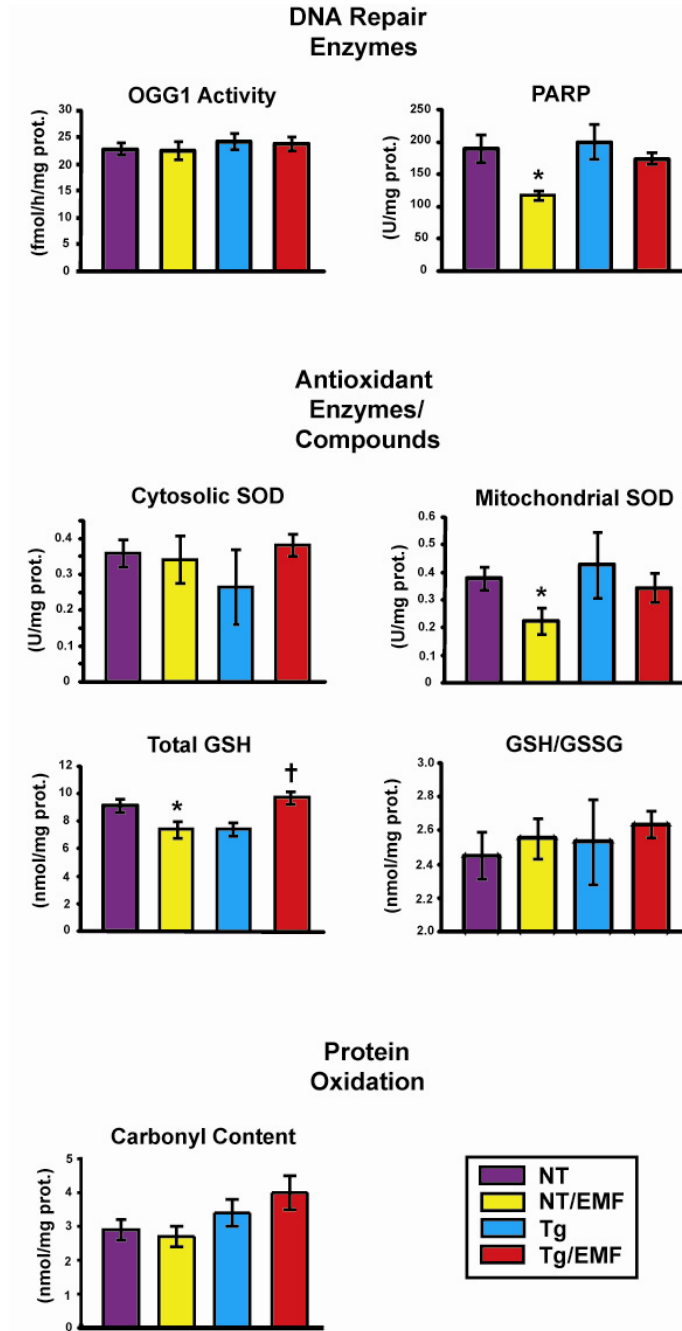 DNA Repair
Enzymes
OGG1 Activity
(fmol/h/mg prot.)
30
25
20
15
10
5
0
PARP
(U/mg prot.)
250
200
150
100
50
0
*
Antioxidant
Enzymes/
Compounds
Cytosolic SOD
(U/mg prot.)
0.4
0.3
0.2
0
Mitochondrial SOD
(U/mg prot.)
0.6
0.5
0.4
0.3
0.2
0.1
0
*
Total GSH
(nmol/mg prot.)
12
10
8
6
4
2
0
*
†
GSH/GSSG
(nmol/mg prot.)
3.0
2.8
2.6
2.4
2.2
2.0
Protein
Oxidation
Carbonyl Content
(nmol/mg prot.)
5
4
3
2
1
0
NT
NT/EMF
Tg
Tg/EMF